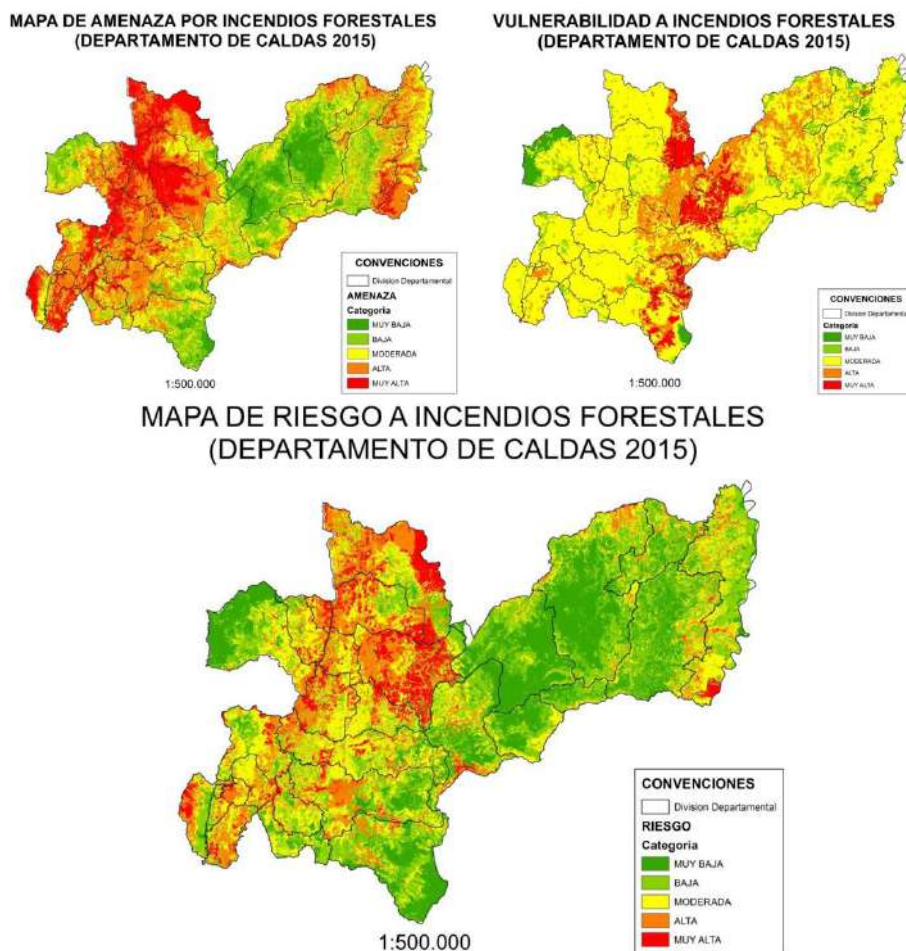 MAPA DE AMENAZA POR INCENDIOS FORESTALES
(DEPARTAMENTO DE CALDAS 2015)
CONVENCIONES
Division Departamental
AMENAZA
Categoria
MUY BAJA
BAJA
MODERADA
ALTA
MUY ALTA
1:500.000
VULNERABILIDAD A INCENDIOS FORESTALES
(DEPARTAMENTO DE CALDAS 2015)
CONVENCIONES
Division Departamental
Categoria
MUY BAJA
BAJA
MODERADA
ALTA
MUY ALTA
1:500.000
MAPA DE RIESGO A INCENDIOS FORESTALES
(DEPARTAMENTO DE CALDAS 2015)
CONVENCIONES
Division Departamental
RIESGO
Categoria
MUY BAJA
BAJA
MODERADA
ALTA
MUY ALTA
1:500.000